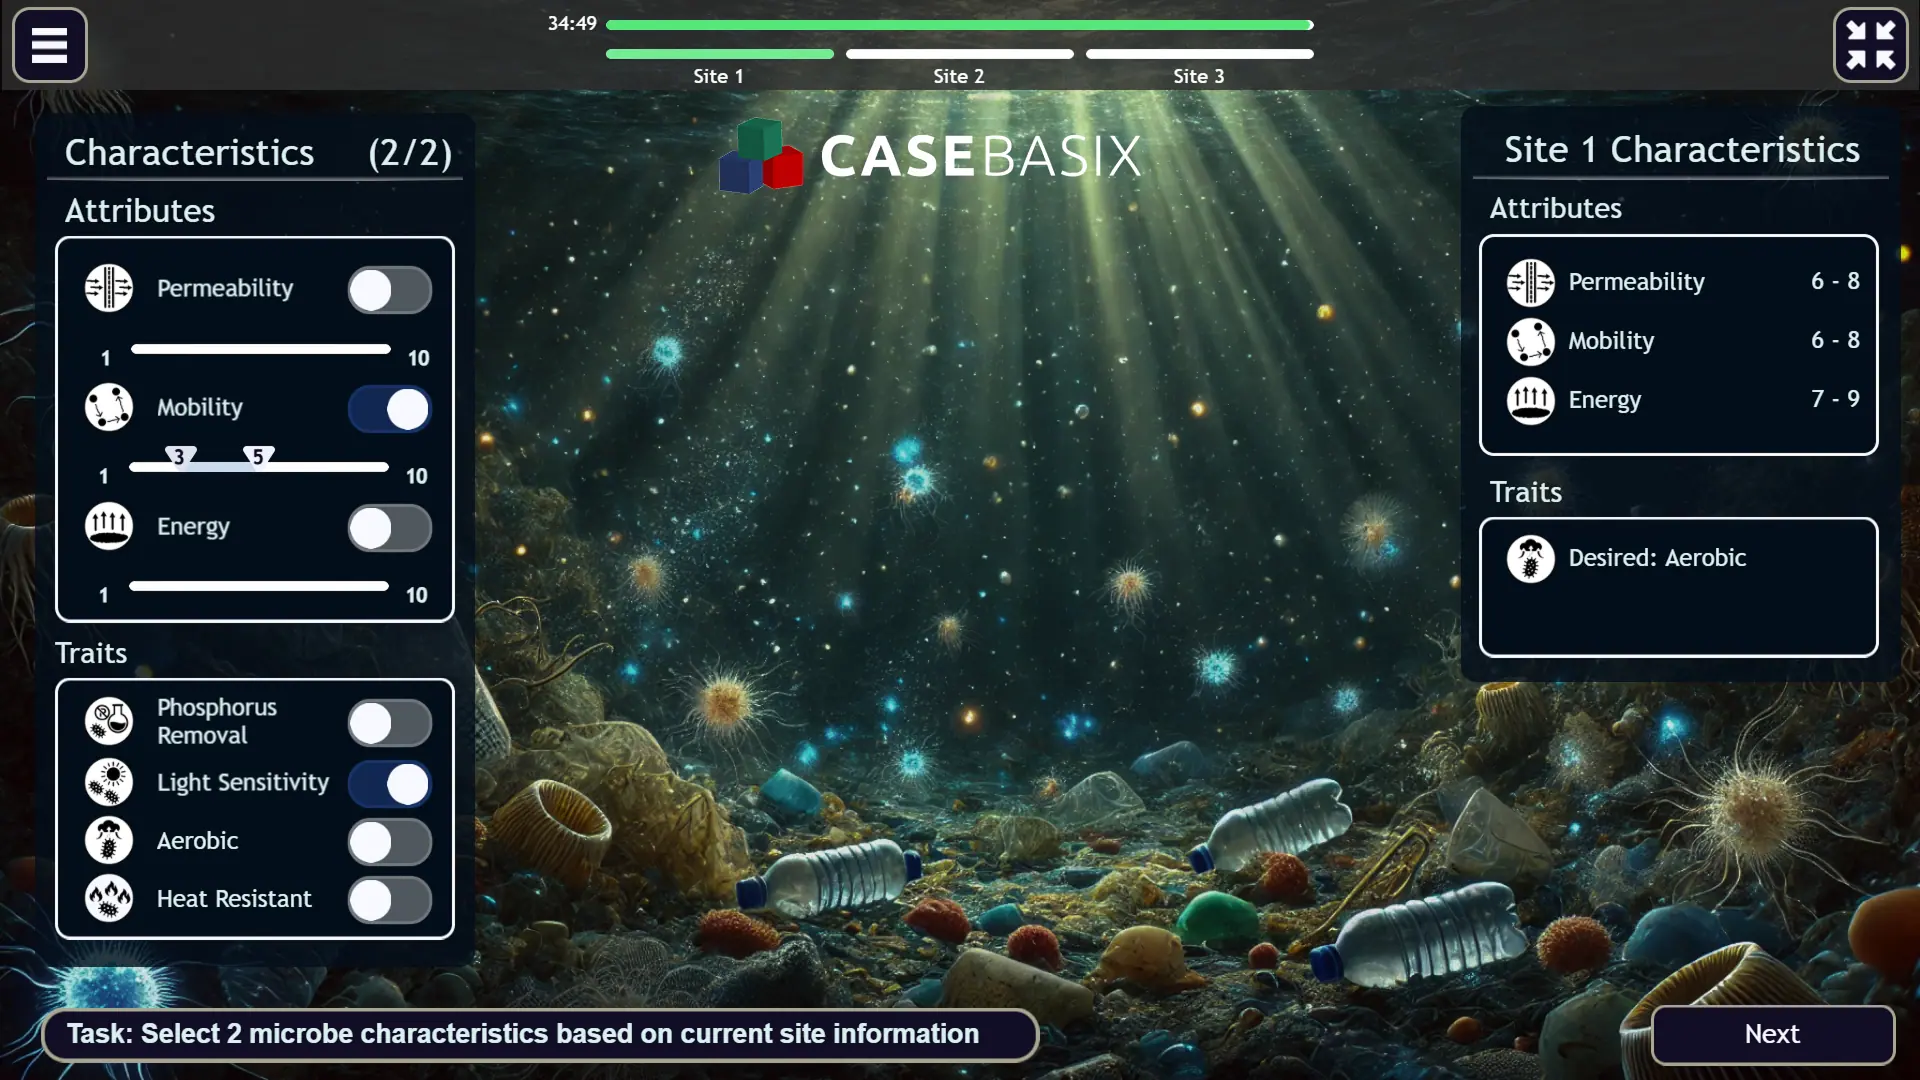 34:49
Site 1
Site 2
Site 3
CASEBASIX
Characteristics (2/2)
Attributes
Permeability
1 10
Mobility
3 5
1 10
Energy
1 10
Traits
Phosphorus
Removal
Light Sensitivity
Aerobic
Heat Resistant
Site 1 Characteristics
Attributes
Permeability 6 - 8
Mobility 6 - 8
Energy 7 - 9
Traits
Desired: Aerobic
Task: Select 2 microbe characteristics based on current site information
Next